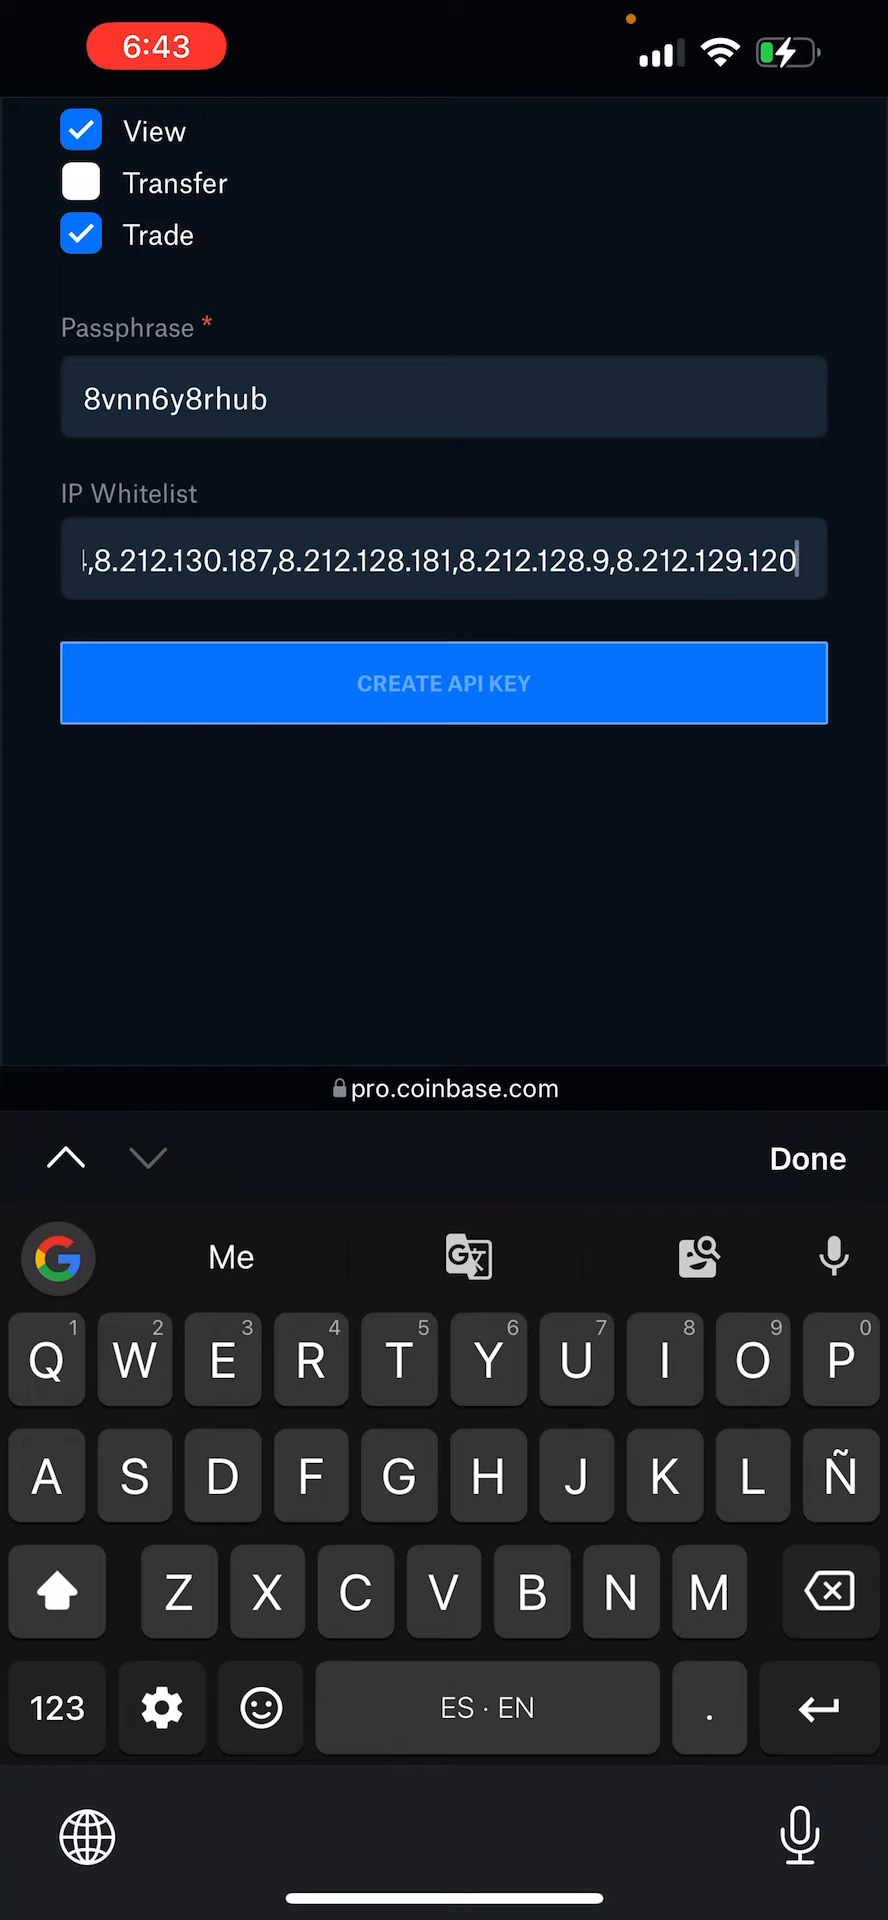 6:43
View
Transfer
Trade
Passphrase *
8vnn6y8rhub
IP Whitelist
,8.212.130.187,8.212.128.181,8.212.128.9,8.212.129.120
CREATE API KEY
pro.coinbase.com
Done
G Me G文
1 2 3 4 5 6 7 8 9 0
Q W E R T Y U I O P
A S D F G H J K L Ñ
Z X C V B N M
123 ES · EN .